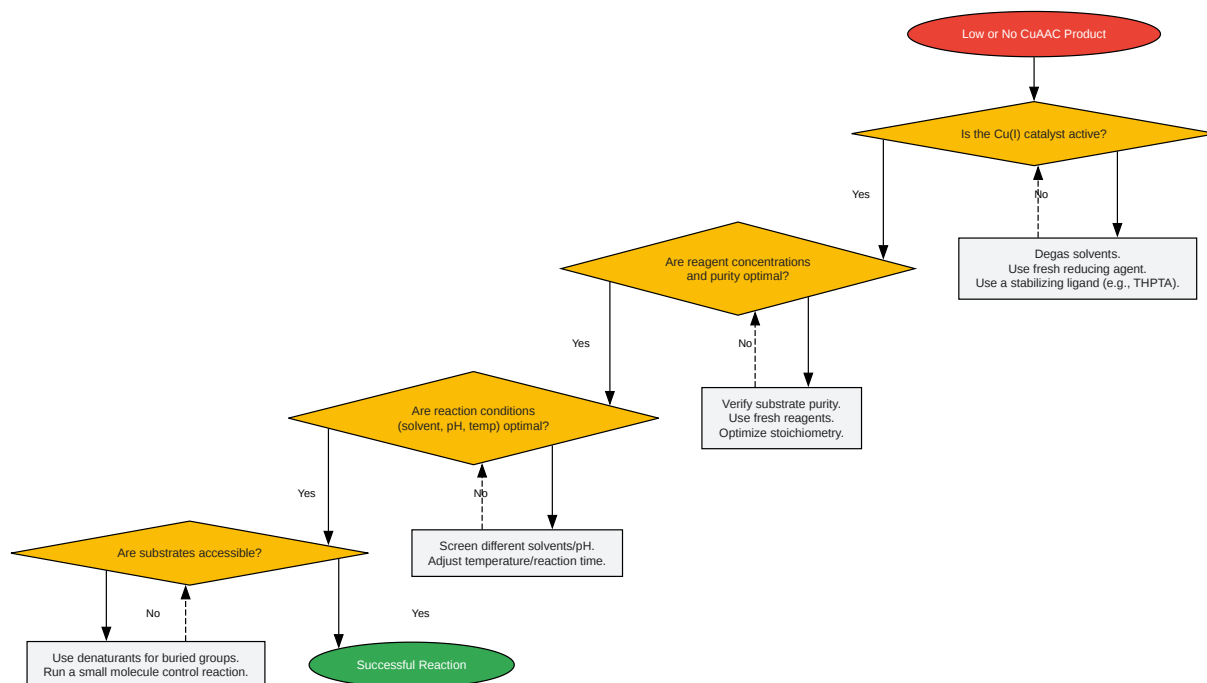 Low or No CuAAC Product
Is the Cu(I) catalyst active?
Yes
No
Degas solvents.
Use fresh reducing agent.
Use a stabilizing ligand (e.g., THPTA).
Are reagent concentrations
and purity optimal?
Yes
No
Verify substrate purity.
Use fresh reagents.
Optimize stoichiometry.
Are reaction conditions
(solvent, pH, temp) optimal?
Yes
No
Screen different solvents/pH.
Adjust temperature/reaction time.
Are substrates accessible?
No
Yes
Use denaturants for buried groups.
Run a small molecule control reaction.
Successful Reaction